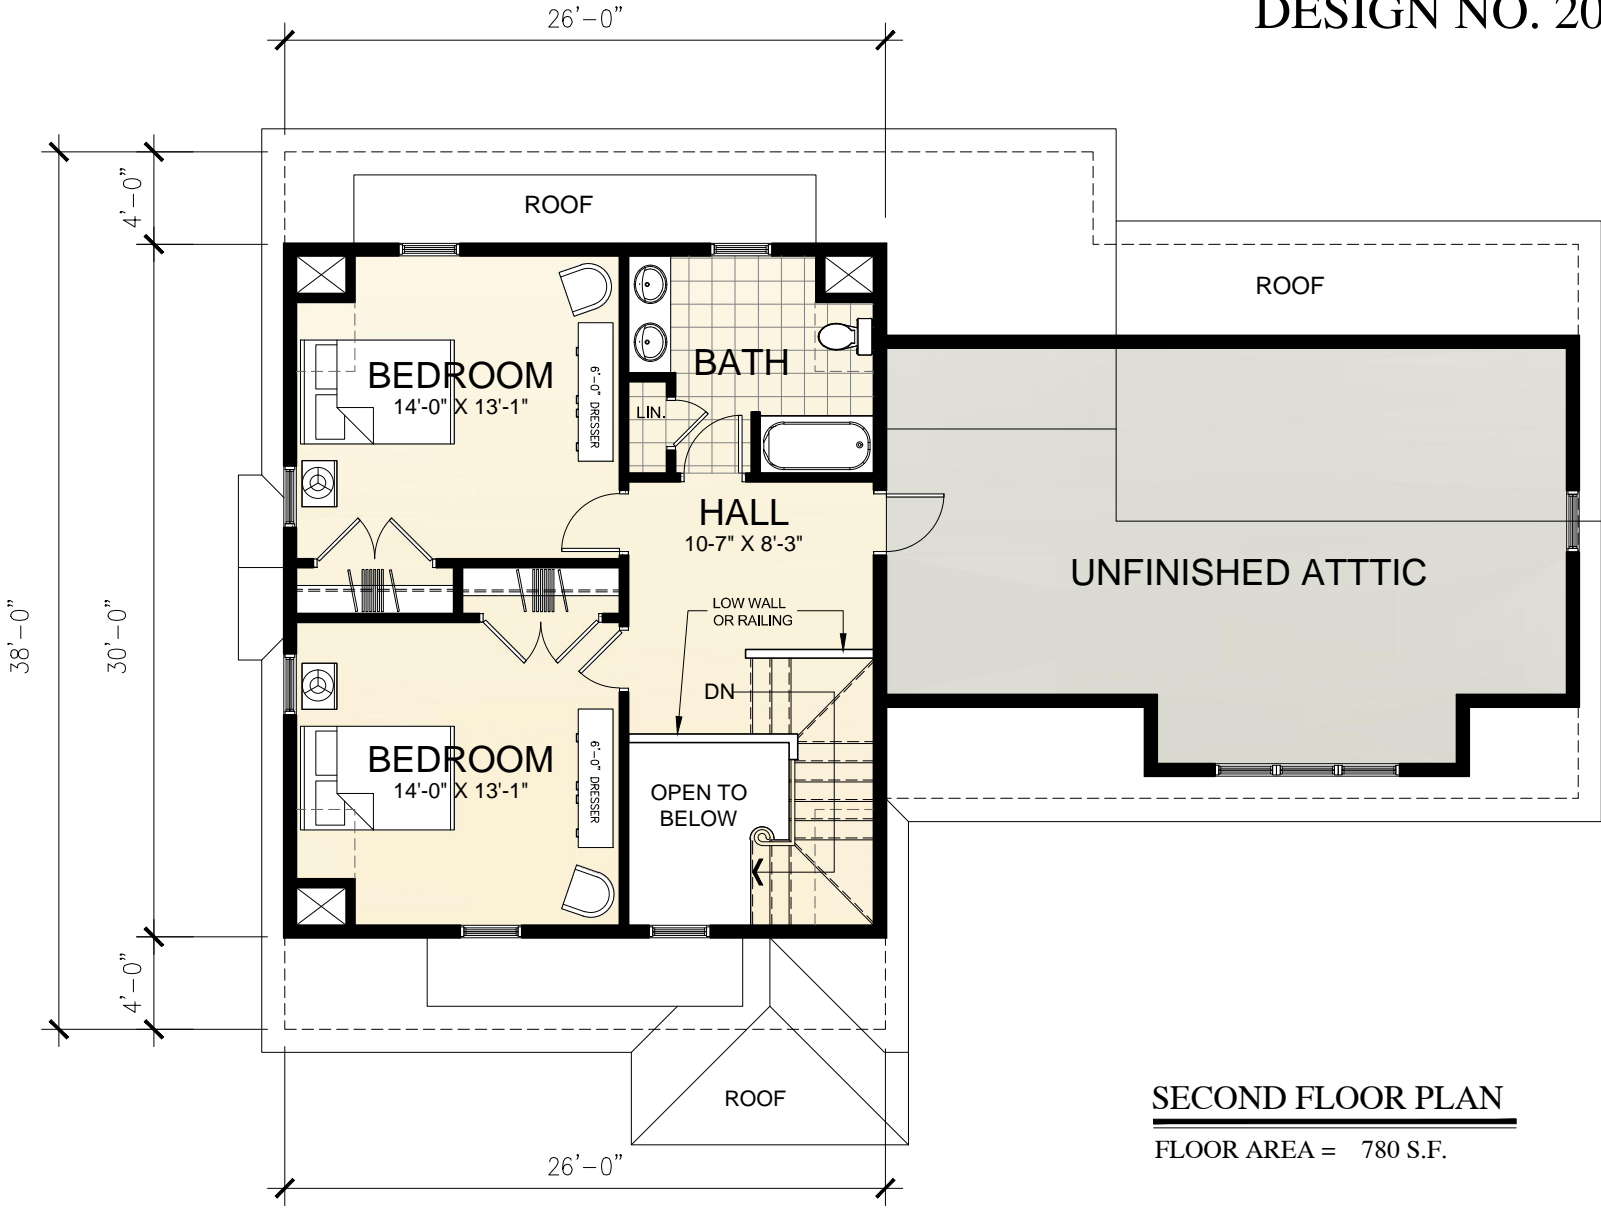 DESIGN NO. 20
26'-0"
4'-0"
ROOF
ROOF
BEDROOM
14'-0" X 13'-1"
6'-0" DRESSER
BATH
LIN.
HALL
10-7" X 8'-3"
UNFINISHED ATTTIC
38'-0"
30'-0"
LOW WALL
OR RAILING
DN
BEDROOM
14'-0" X 13'-1"
6'-0" DRESSER
OPEN TO
BELOW
4'-0"
ROOF
26'-0"
SECOND FLOOR PLAN
FLOOR AREA = 780 S.F.